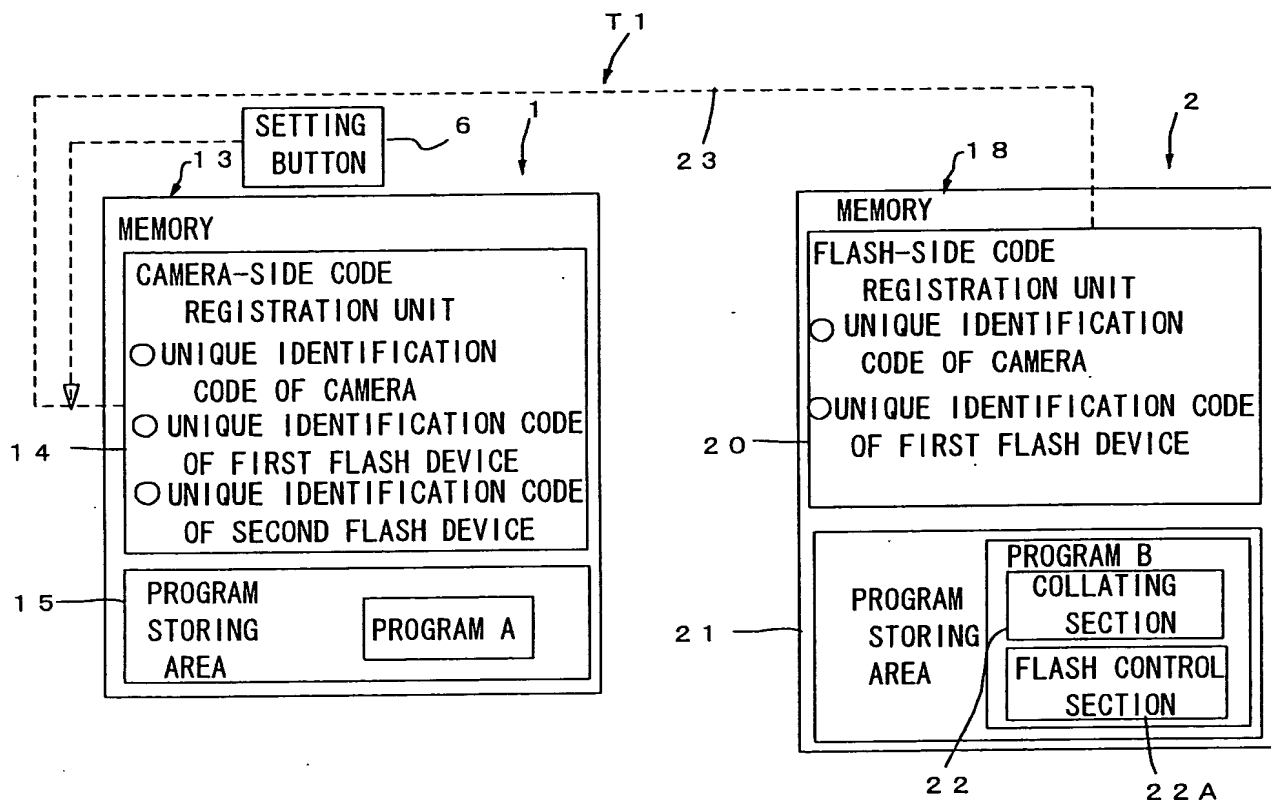 T1
SETTING
BUTTON
6
1
23
2
13
18
MEMORY
CAMERA-SIDE CODE
REGISTRATION UNIT
○ UNIQUE IDENTIFICATION
CODE OF CAMERA
○ UNIQUE IDENTIFICATION CODE
OF FIRST FLASH DEVICE
○ UNIQUE IDENTIFICATION CODE
OF SECOND FLASH DEVICE
14
15
PROGRAM
STORING
AREA
PROGRAM A
MEMORY
FLASH-SIDE CODE
REGISTRATION UNIT
○ UNIQUE IDENTIFICATION
CODE OF CAMERA
○ UNIQUE IDENTIFICATION CODE
OF FIRST FLASH DEVICE
20
21
PROGRAM
STORING
AREA
PROGRAM B
COLLATING
SECTION
FLASH CONTROL
SECTION
22
22A